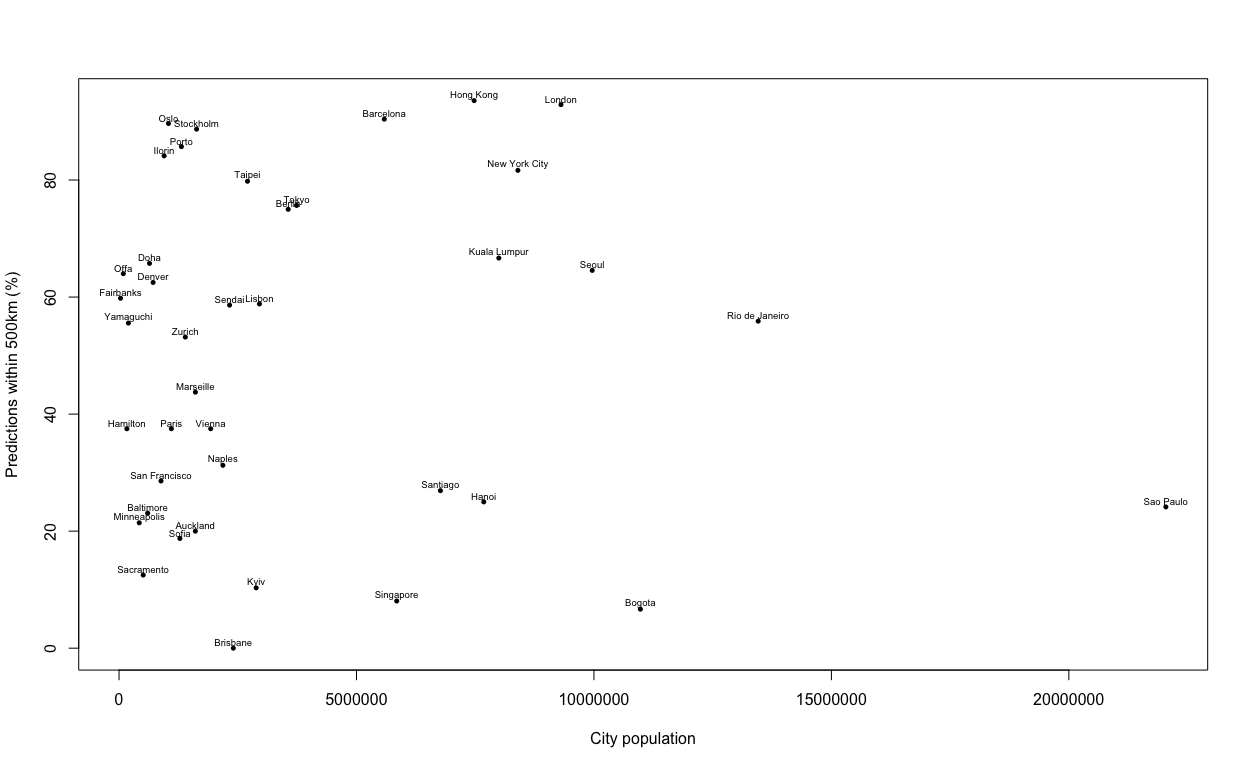 Hong Kong
London
Barcelona
Oslo
Stockholm
Porto
Ilorin
New York City
Taipei
Tokyo
Kuala Lumpur
Doha
Seoul
Offa
Denver
Fairbanks
Sendai
Lisbon
Yamaguchi
Rio de Janeiro
Zurich
Marseille
Hamilton
Paris
Vienna
Naples
San Francisco
Santiago
Hanoi
Sao Paulo
Baltimore
Minneapolis
Auckland
Sofia
Sacramento
Kyiv
Singapore
Bogota
Brisbane
80
60
40
20
0
Predictions within 500km (%)
0
5000000
10000000
15000000
20000000
City population